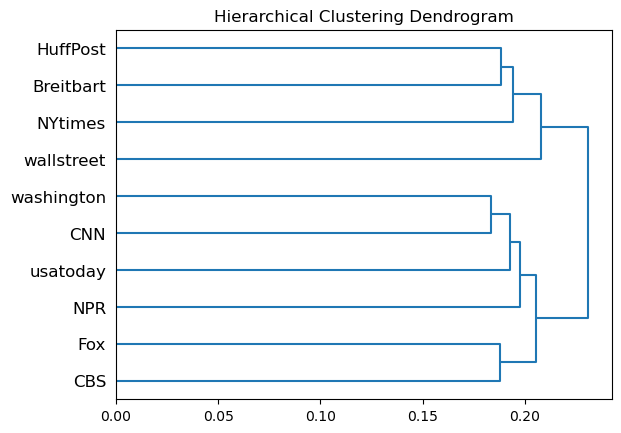 Hierarchical Clustering Dendrogram
HuffPost
Breitbart
NYtimes
wallstreet
washington
CNN
usatoday
NPR
Fox
CBS
0.00 0.05 0.10 0.15 0.20